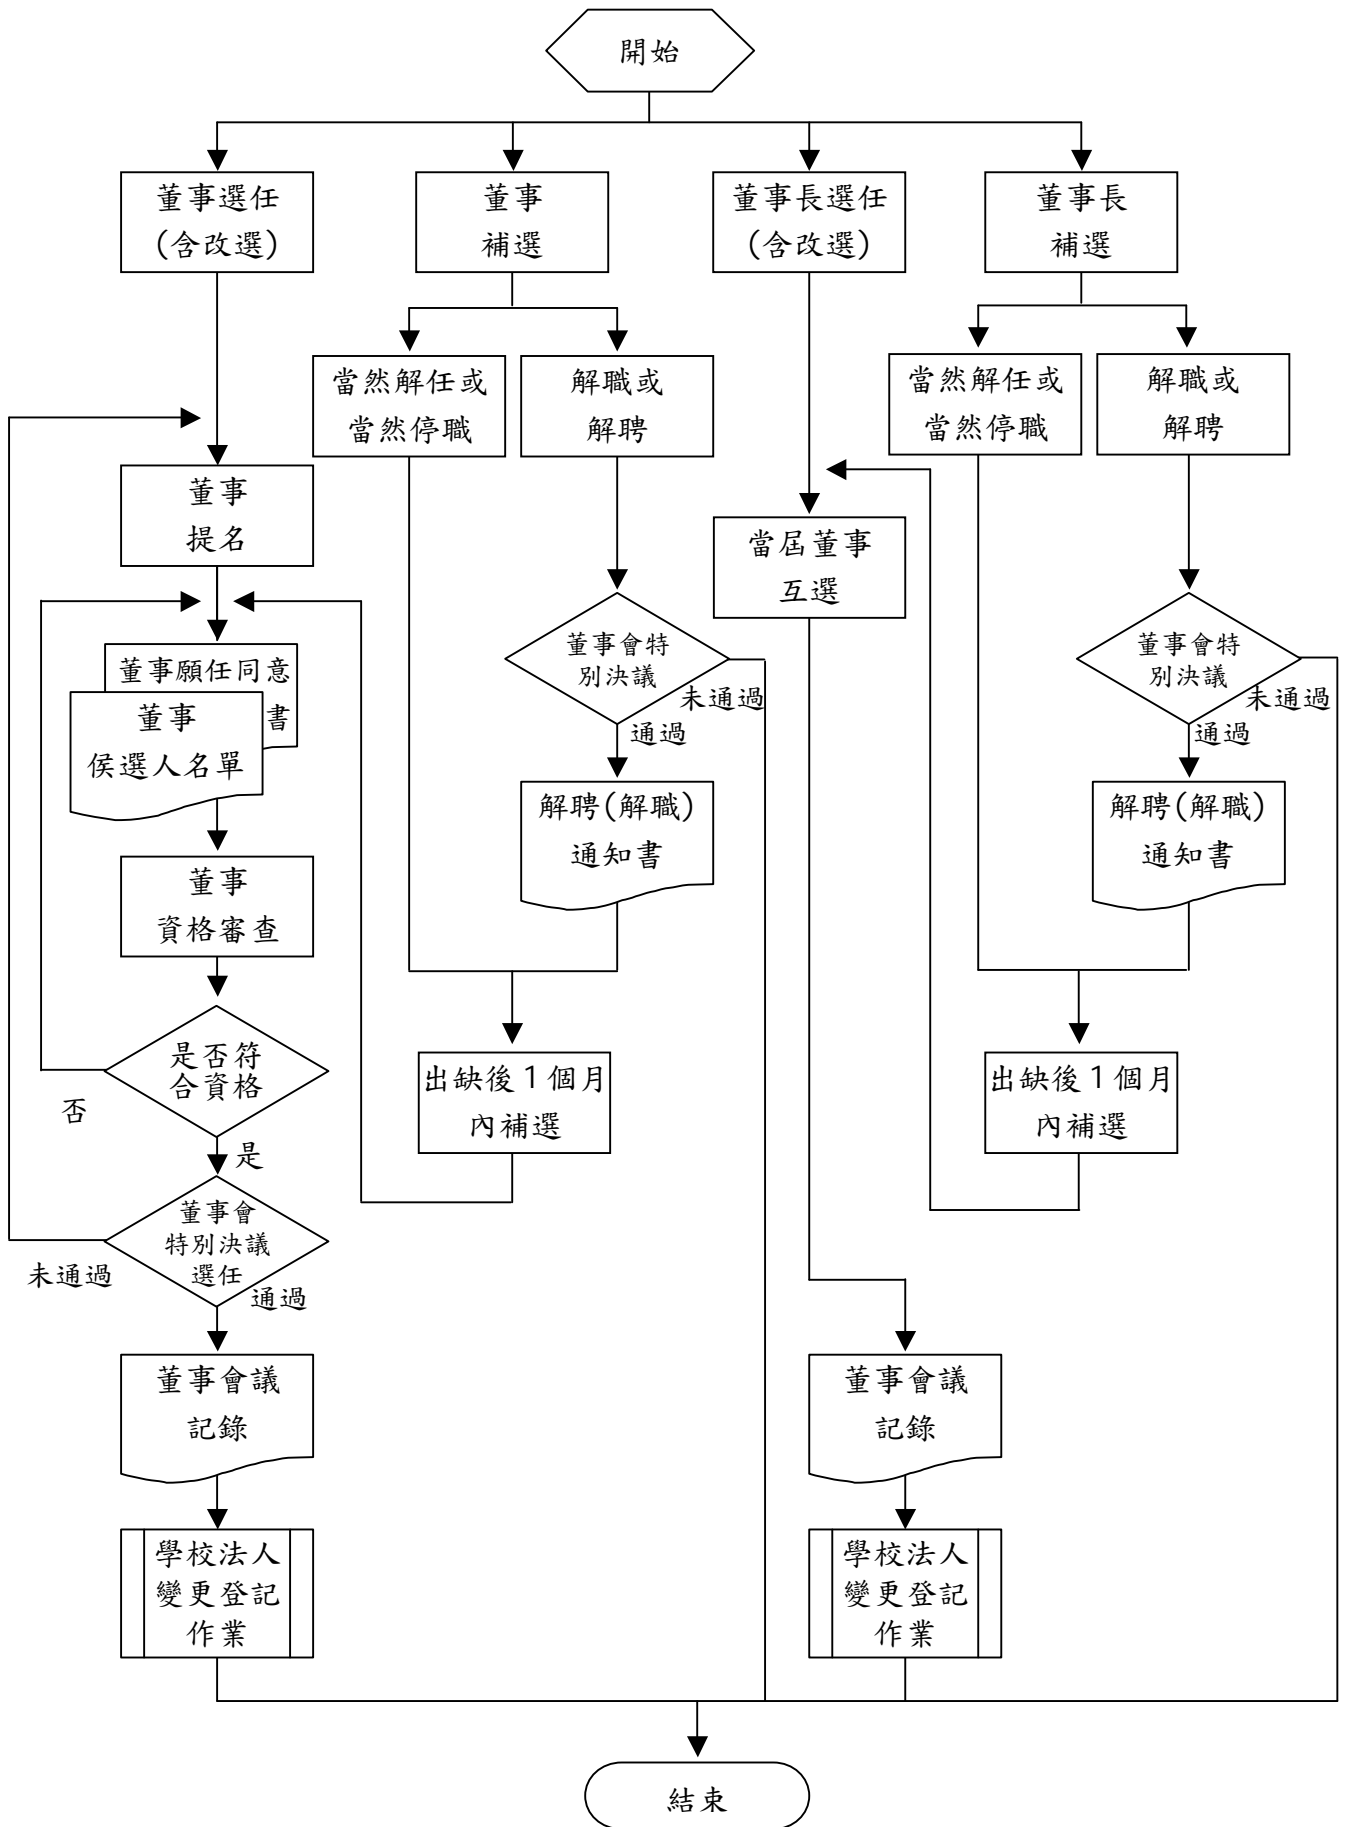 開始
董事選任
(含改選)
董事
補選
董事長選任
(含改選)
董事長
補選
當然解任或
當然停職
解職或
解聘
當然解任或
當然停職
解職或
解聘
董事
提名
當屆董事
互選
董事願任同意
書
董事
侯選人名單
董事會特
別決議
未通過
通過
董事會特
別決議
未通過
通過
解聘(解職)
通知書
解聘(解職)
通知書
董事
資格審查
是否符
合資格
否
是
出缺後1個月
內補選
出缺後1個月
內補選
董事會
特別決議
選任
未通過
通過
董事會議
記錄
董事會議
記錄
學校法人
變更登記
作業
學校法人
變更登記
作業
結束